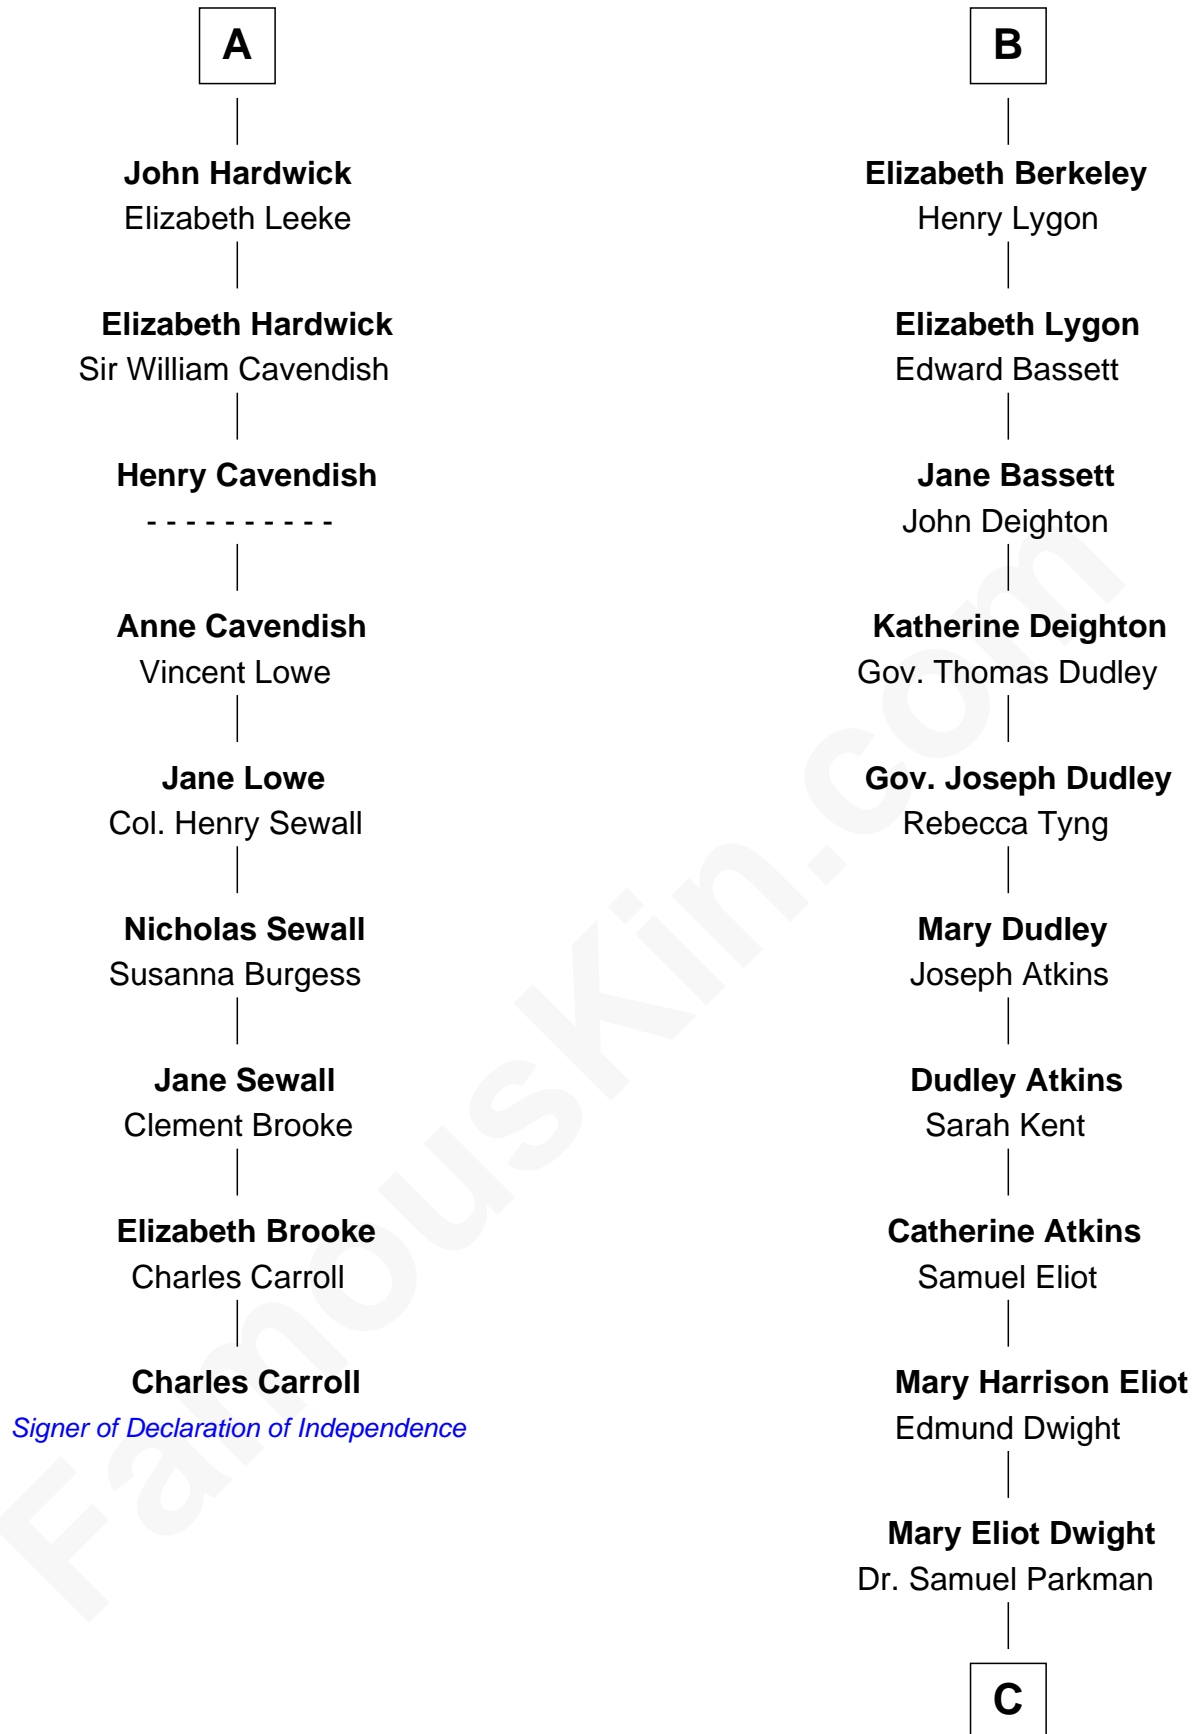 A
John Hardwick
Elizabeth Leeke
Elizabeth Hardwick
Sir William Cavendish
Henry Cavendish
- - - - - - - - - -
Anne Cavendish
Vincent Lowe
Jane Lowe
Col. Henry Sewall
Nicholas Sewall
Susanna Burgess
Jane Sewall
Clement Brooke
Elizabeth Brooke
Charles Carroll
Charles Carroll
Signer of Declaration of Independence
B
Elizabeth Berkeley
Henry Lygon
Elizabeth Lygon
Edward Bassett
Jane Bassett
John Deighton
Katherine Deighton
Gov. Thomas Dudley
Gov. Joseph Dudley
Rebecca Tyng
Mary Dudley
Joseph Atkins
Dudley Atkins
Sarah Kent
Catherine Atkins
Samuel Eliot
Mary Harrison Eliot
Edmund Dwight
Mary Eliot Dwight
Dr. Samuel Parkman
C
FamousKin.com